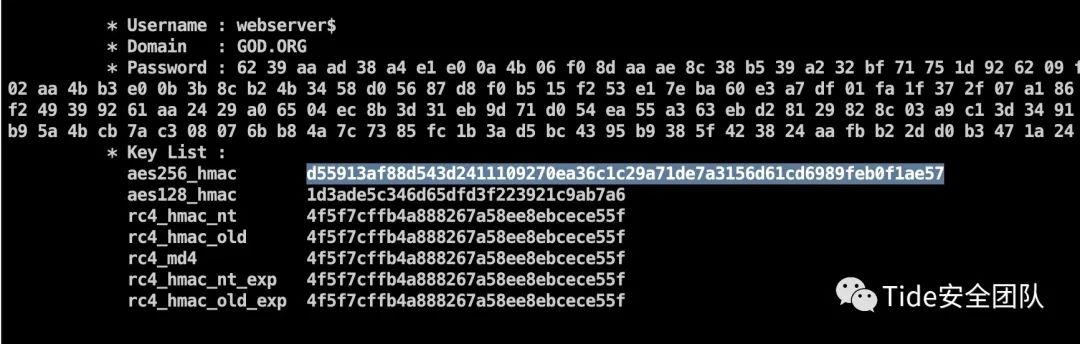 * Username : webserver$
* Domain   : GOD.ORG
* Password : 62 39 aa ad 38 a4 e1 e0 0a 4b 06 f0 8d aa ae 8c 38 b5 39 a2 32 bf 71 75 1d 92 62 09
02 aa 4b b3 e0 0b 3b 8c b2 4b 34 58 d0 56 87 d8 f0 b5 15 f2 53 e1 7e ba 60 e3 a7 df 01 fa 1f 37 2f 07 a1 86
f2 49 39 92 61 aa 24 29 a0 65 04 ec 8b 3d 31 eb 9d 71 d0 54 ea 55 a3 63 eb d2 81 29 82 8c 03 a9 c1 3d 34 91
b9 5a 4b cb 7a c3 08 07 6b b8 4a 7c 73 85 fc 1b 3a d5 bc 43 95 b9 38 5f 42 38 24 aa fb b2 2d d0 b3 47 1a 24
* Key List :
aes256_hmac       d55913af88d543d2411109270ea36c1c29a71de7a3156d61cd6989feb0f1ae57
aes128_hmac       1d3ade5c346d65dfd3f223921c9ab7a6
rc4_hmac_nt       4f5f7cffb4a888267a58ee8ebcece55f
rc4_hmac_old      4f5f7cffb4a888267a58ee8ebcece55f
rc4_md4           4f5f7cffb4a888267a58ee8ebcece55f
rc4_hmac_nt_exp   4f5f7cffb4a888267a58ee8ebcece55f
rc4_hmac_old_exp  4f5f7cffb4a888267a58ee8ebcece55f
Tide安全团队